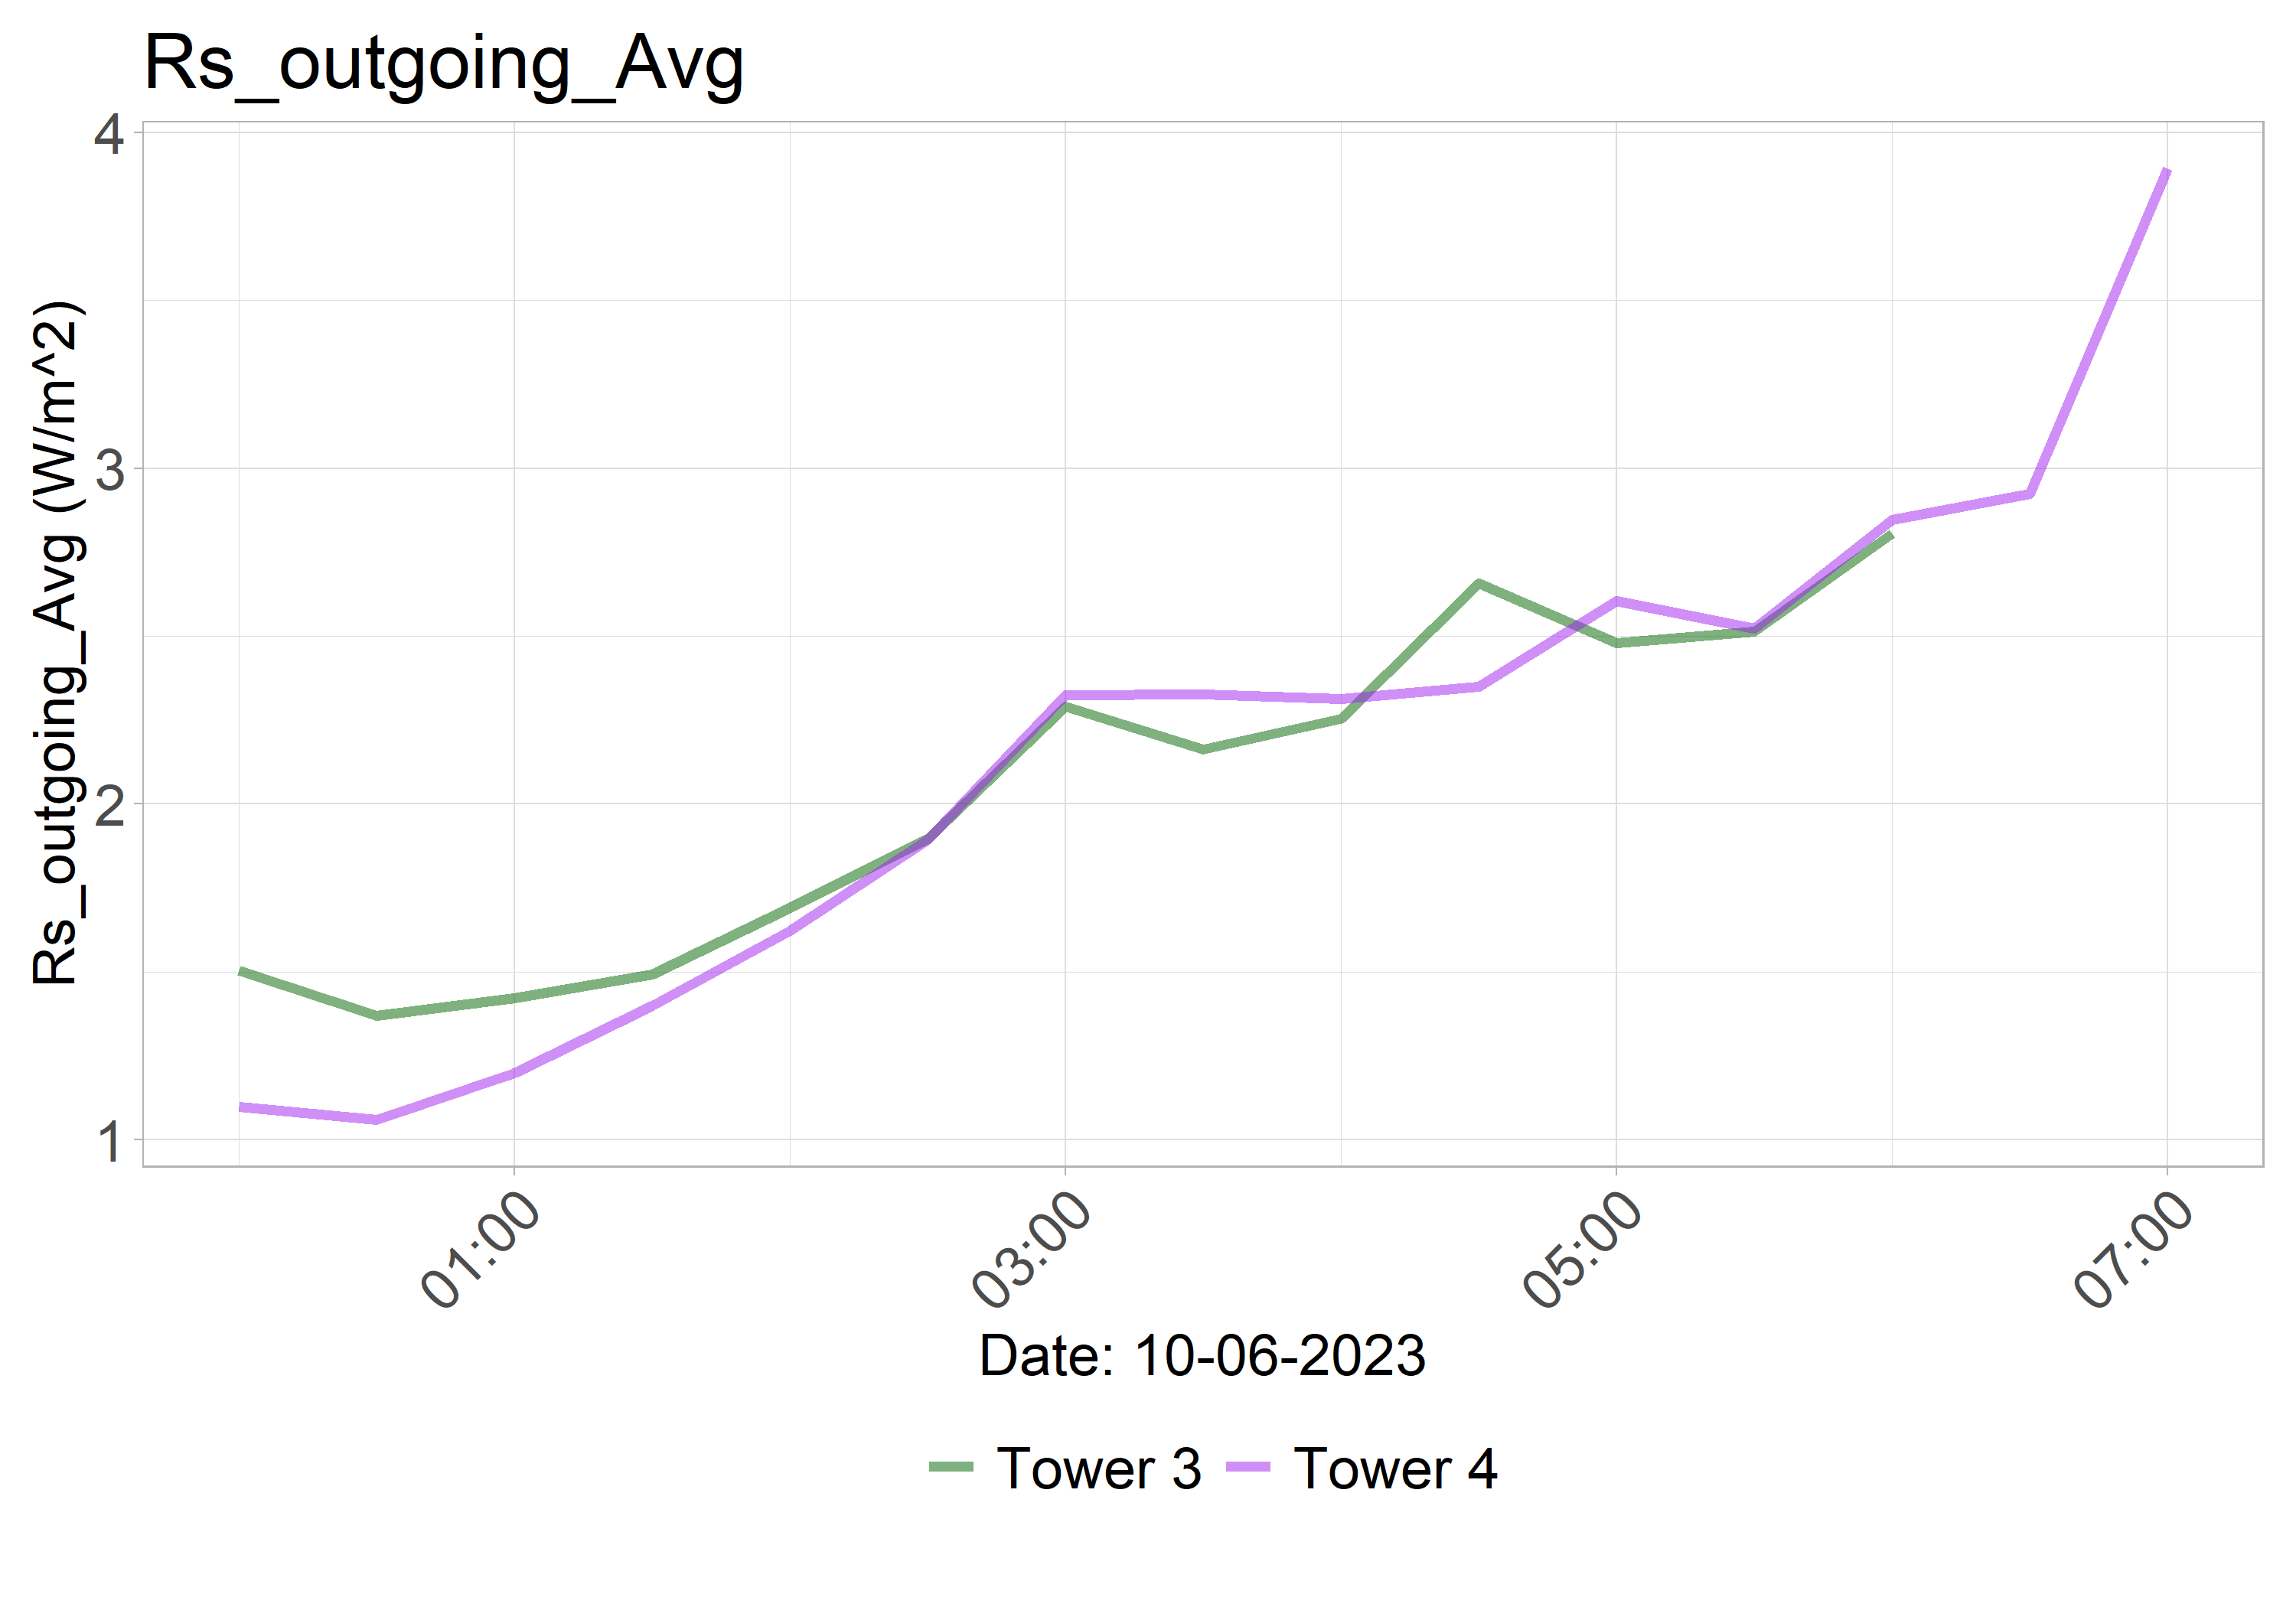 Rs_outgoing_Avg
Rs_outgoing_Avg (W/m^2)
4
3
2
1
01:00
03:00
05:00
07:00
Date: 10-06-2023
Tower 3
Tower 4